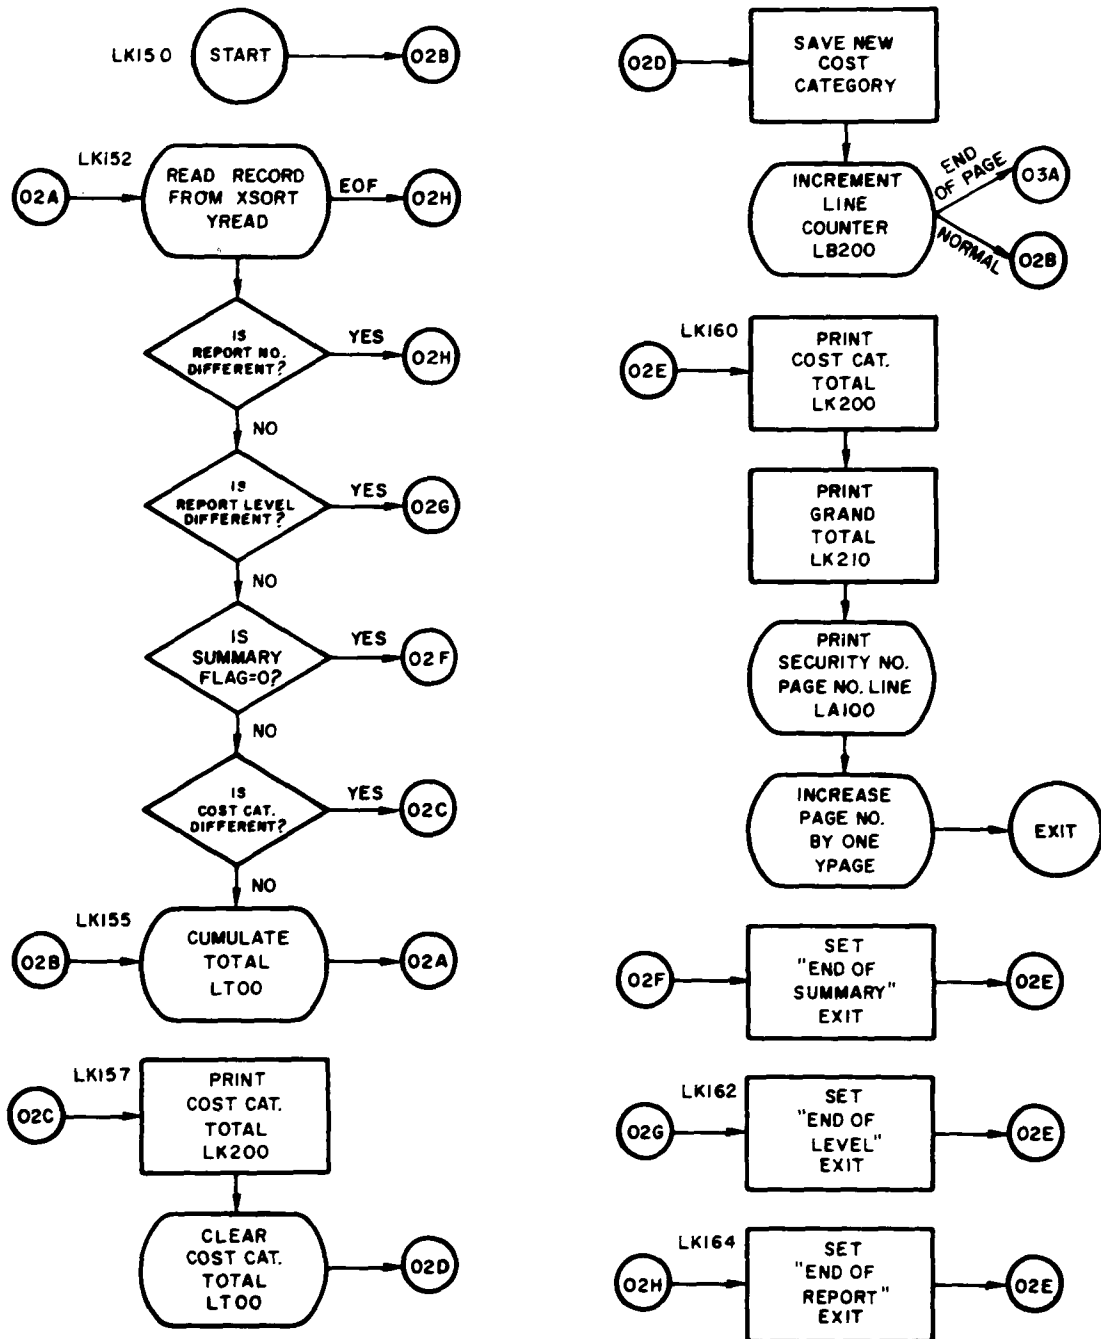 LK150
START
02B
LK152
02A
READ RECORD
FROM XSORT
YREAD
EOF
02H
IS
REPORT NO.
DIFFERENT?
YES
02H
NO
IS
REPORT LEVEL
DIFFERENT?
YES
02G
NO
IS
SUMMARY
FLAG=0?
YES
02F
NO
IS
COST CAT.
DIFFERENT?
YES
02C
NO
LK155
02B
CUMULATE
TOTAL
LT00
02A
LK157
02C
PRINT
COST CAT.
TOTAL
LK200
CLEAR
COST CAT.
TOTAL
LT00
02D
02D
SAVE NEW
COST
CATEGORY
INCREMENT
LINE
COUNTER
LB200
END
OF PAGE
03A
NORMAL
02B
LK160
02E
PRINT
COST CAT.
TOTAL
LK200
PRINT
GRAND
TOTAL
LK210
PRINT
SECURITY NO.
PAGE NO. LINE
LA100
INCREASE
PAGE NO.
BY ONE
YPAGE
EXIT
02F
SET
"END OF
SUMMARY"
EXIT
02E
LK162
02G
SET
"END OF
LEVEL"
EXIT
02E
LK164
02H
SET
"END OF
REPORT"
EXIT
02E